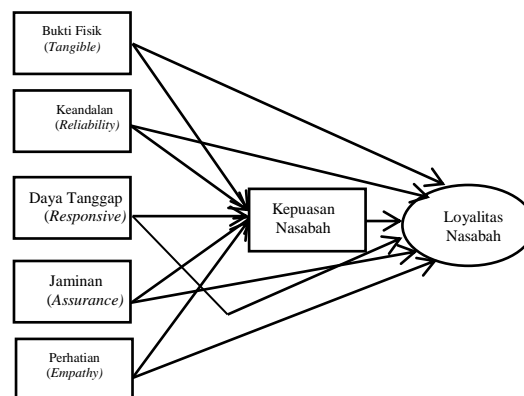 Bukti Fisik
(Tangible)
Keandalan
(Reliability)
Daya Tanggap
(Responsive)
Jaminan
(Assurance)
Perhatian
(Empathy)
Kepuasan
Nasabah
Loyalitas
Nasabah